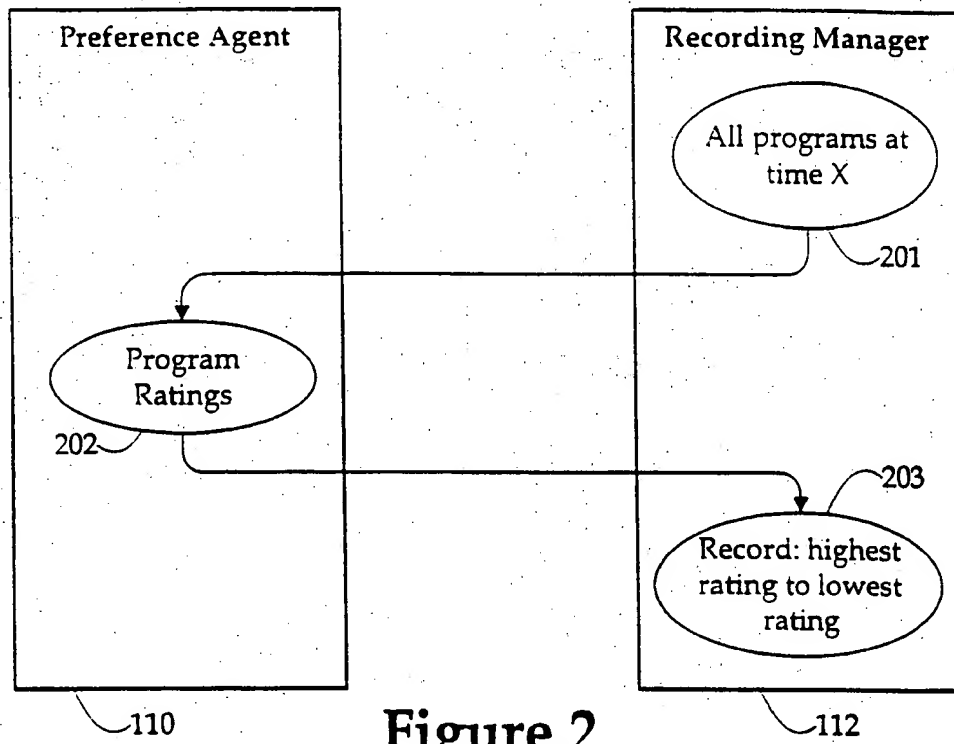 Preference Agent
Recording Manager
All programs at
time X
201
Program
Ratings
202
203
Record: highest
rating to lowest
rating
110
112
Figure 2